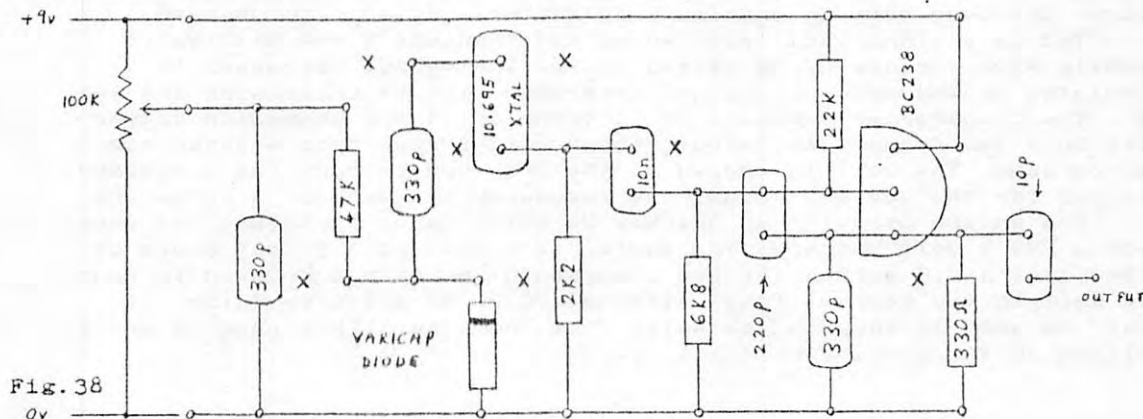 +9v
100K
330p
47K
330p
10.695
XTAL
VARICAP
DIODE
2K2
10n
6K8
220p
22K
330p
BC238
330Ω
10p
OUTPUT
Fig.38
0v
X
X
X
X
X
X
X